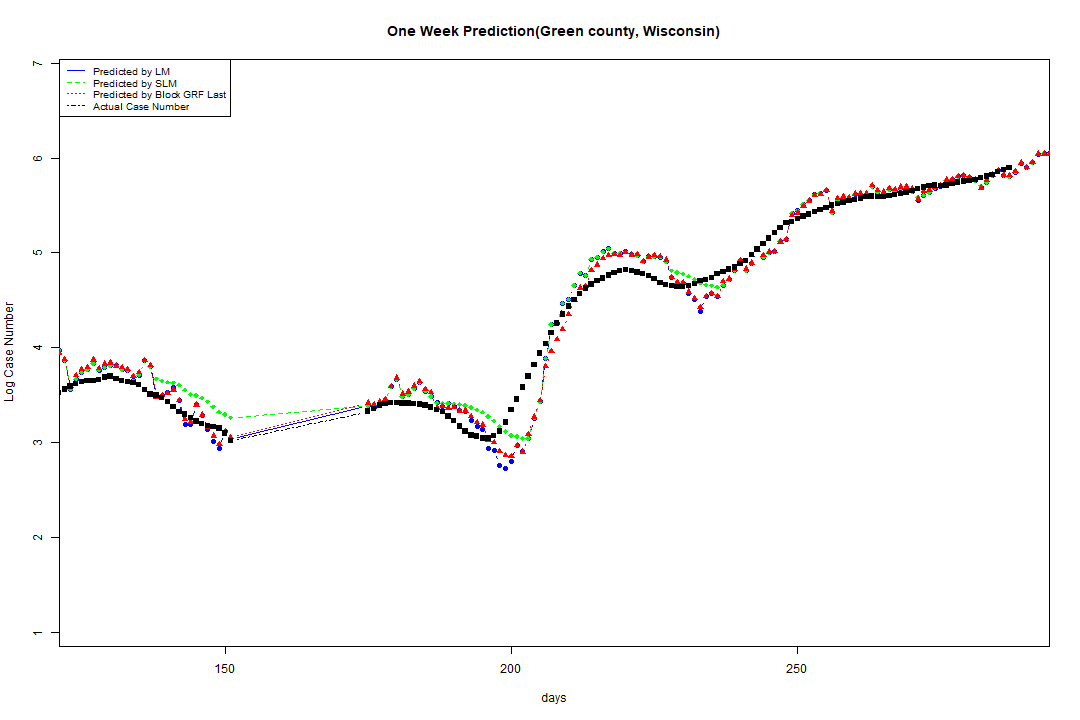 One Week Prediction(Green county, Wisconsin)
Predicted by LM
Predicted by SLM
Predicted by Block GRF Last
Actual Case Number
7
6
5
4
3
2
1
Log Case Number
150
200
250
days